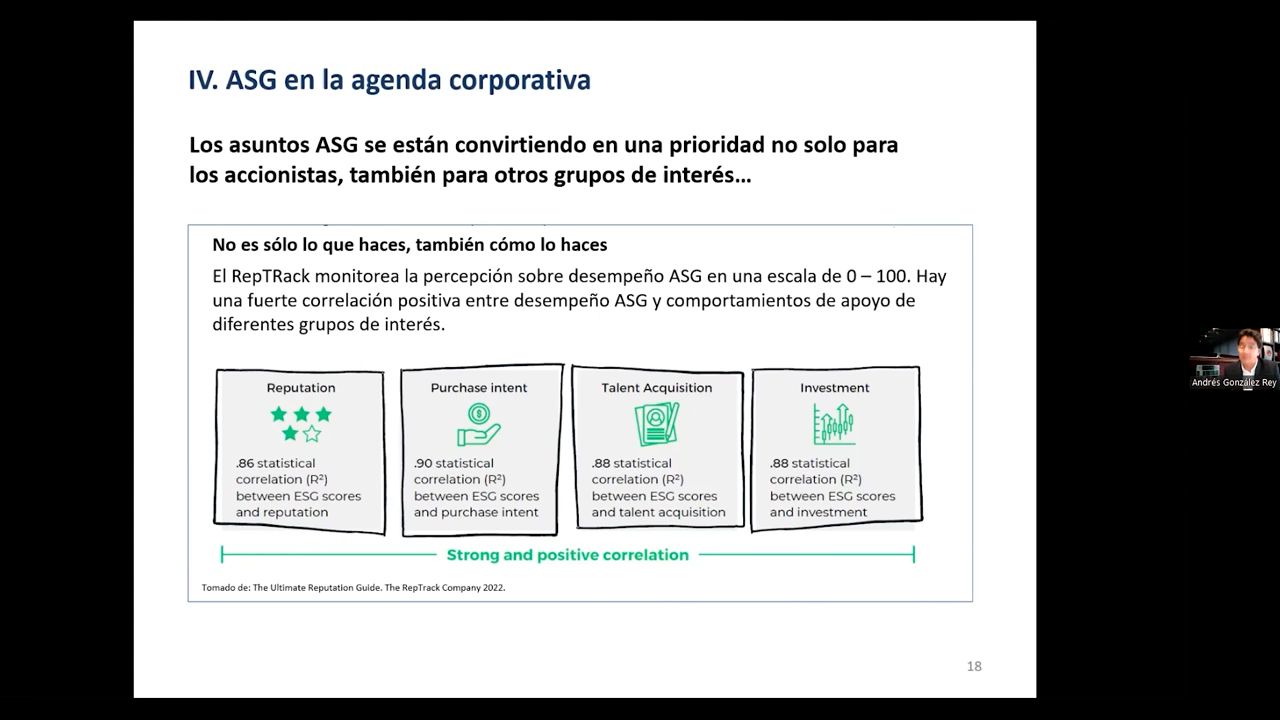 IV. ASG en la agenda corporativa
Los asuntos ASG se están convirtiendo en una prioridad no solo para
los accionistas, también para otros grupos de interés...
No es sólo lo que haces, también cómo lo haces
El RepTRack monitorea la percepción sobre desempeño ASG en una escala de 0 – 100. Hay
una fuerte correlación positiva entre desempeño ASG y comportamientos de apoyo de
diferentes grupos de interés.
Reputation
.86 statistical
correlation (R²)
between ESG scores
and reputation
Purchase intent
.90 statistical
correlation (R²)
between ESG scores
and purchase intent
Talent Acquisition
.88 statistical
correlation (R²)
between ESG scores
and talent acquisition
Investment
.88 statistical
correlation (R²)
between ESG scores
and investment
Strong and positive correlation
Tomado de: The Ultimate Reputation Guide. The RepTrack Company 2022.
18
Andrés González Rey